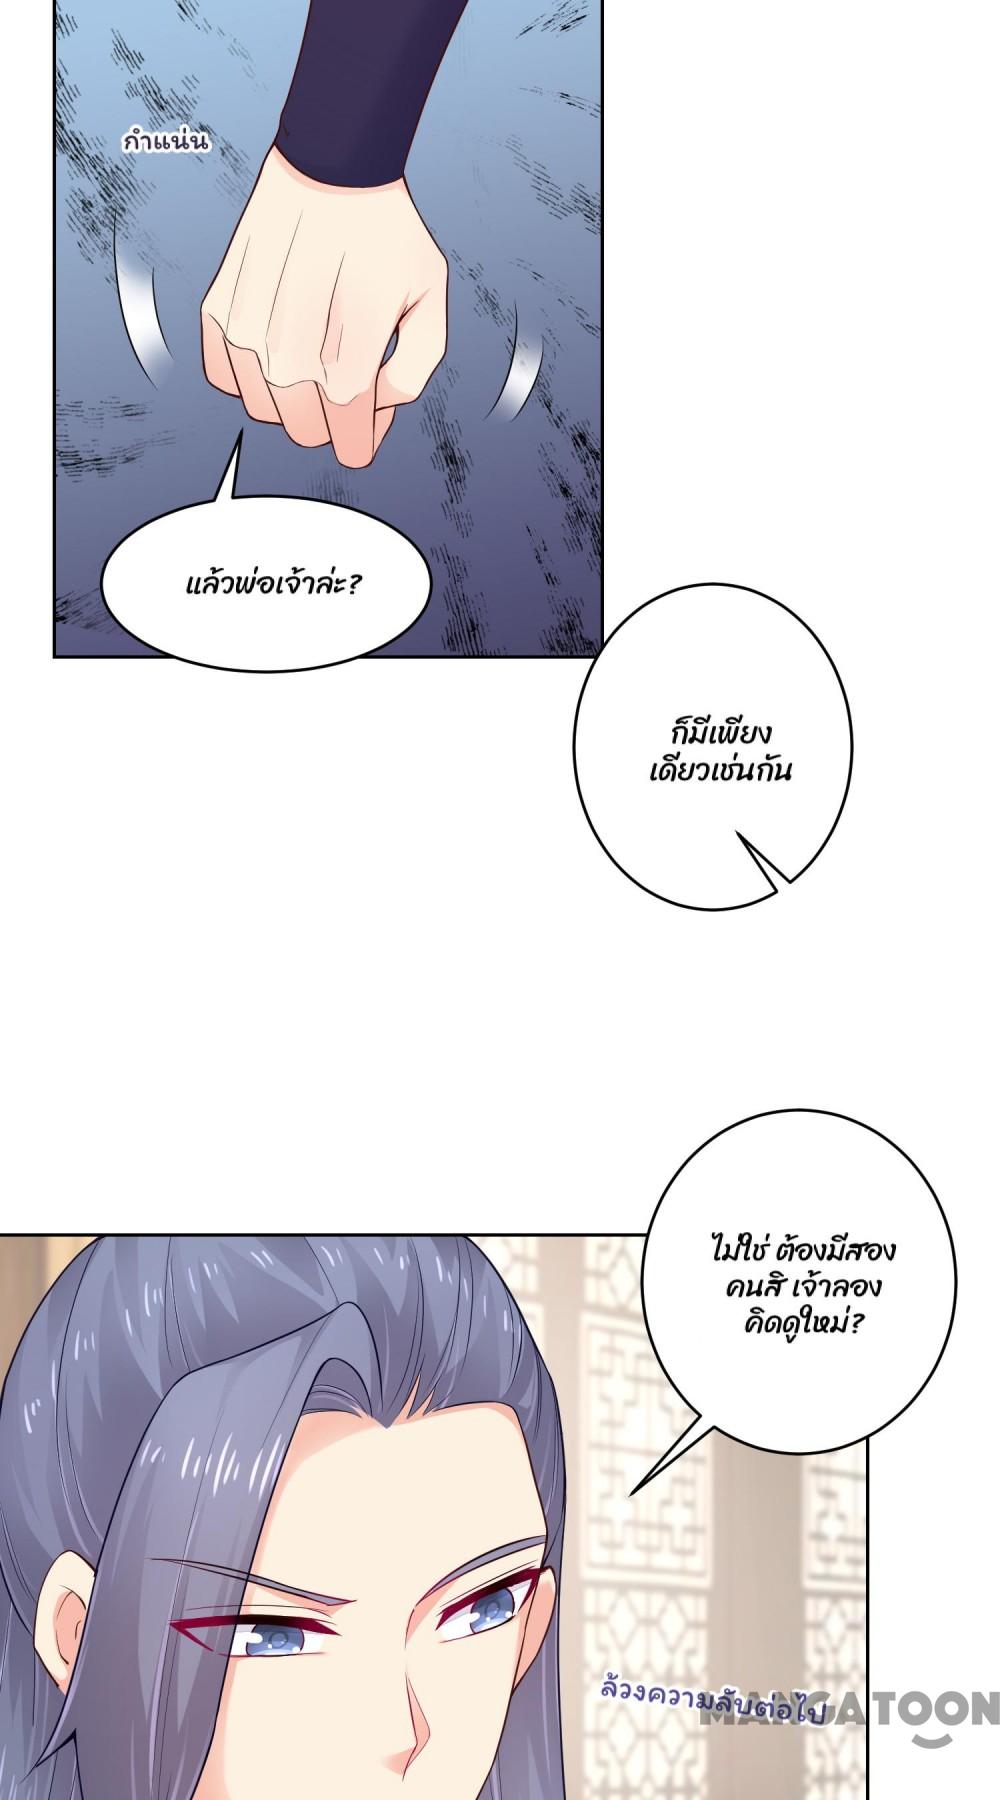 กำแน่น
แล้วพ่อเจ้าล่ะ?
ก็มีเพียง
เดียวเช่นกัน
ไม่ใช่ ต้องมีสอง
คนสิ เจ้าลอง
คิดดูใหม่?
ล้วงความลับต่อไป
MANGATOON